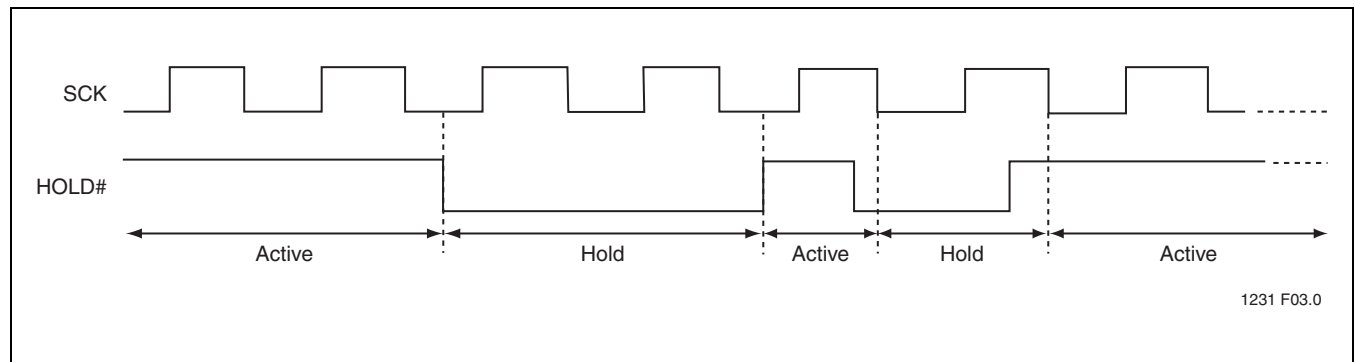 SCK
HOLD#
Active Hold Active Hold Active
1231 F03.0